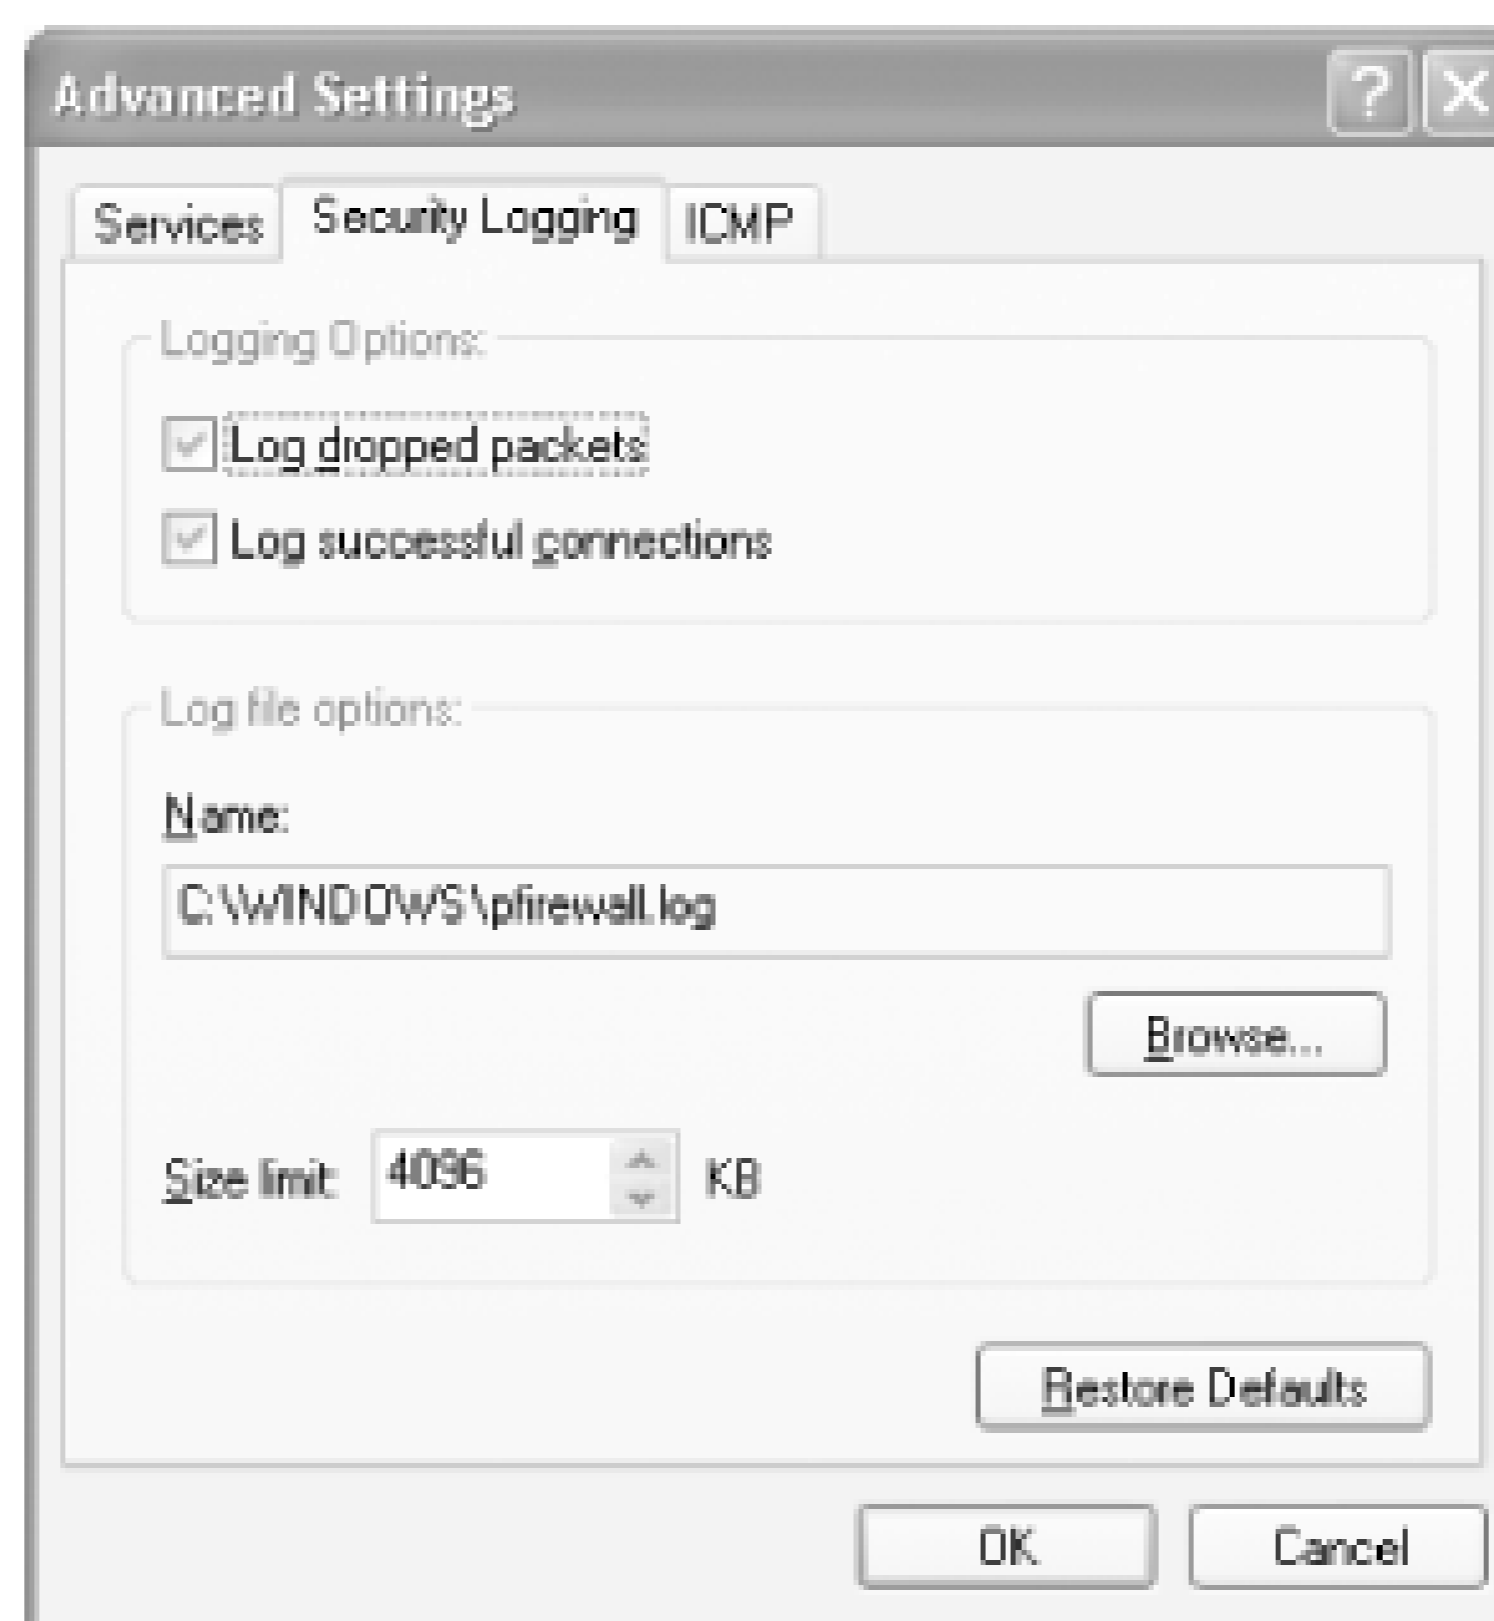 Advanced Settings
Services Security Logging ICMP
Logging Options:
Log dropped packets
Log successful connections
Log file options:
Name:
C:\WINDOWS\pfirewall.log
Browse...
Size limit: 4096 KB
Restore Defaults
OK Cancel